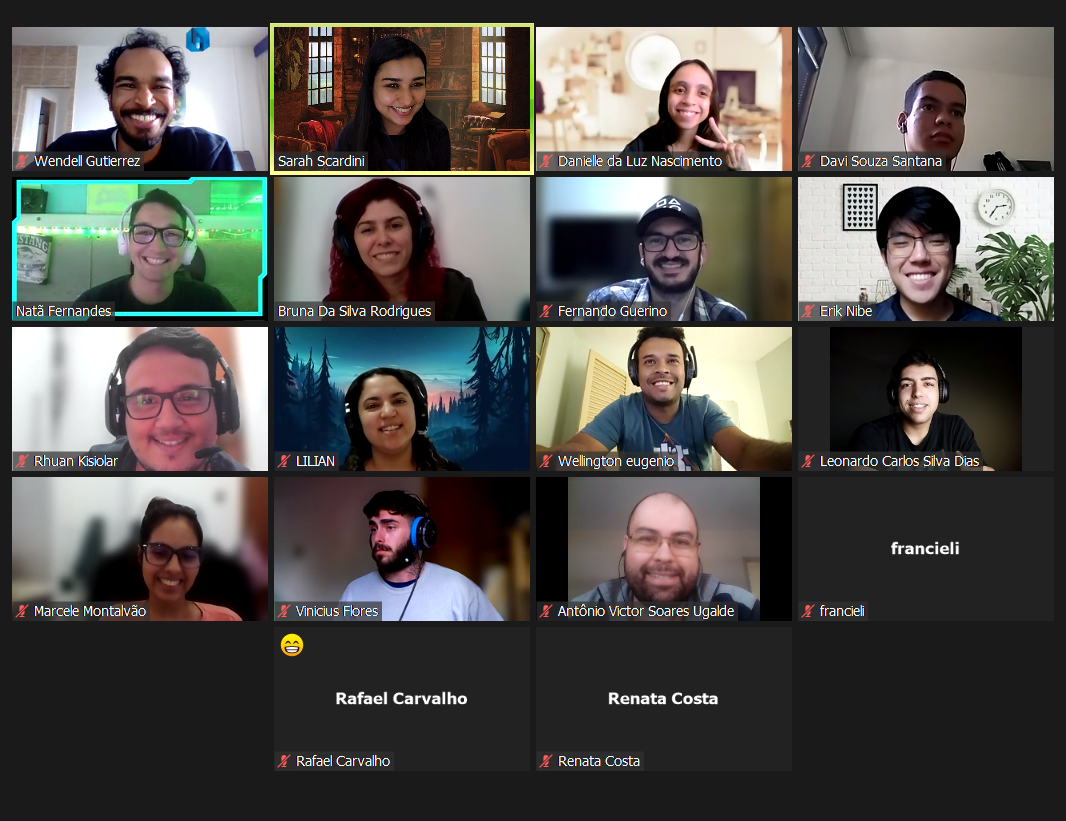 Wendell Gutierrez
Sarah Scardini
Danielle da Luz Nascimento
Davi Souza Santana
STANG
Natã Fernandes
Bruna Da Silva Rodrigues
Fernando Guerino
Erik Nibe
Rhuan Kisiolar
LILIAN
Wellington eugenio
Leonardo Carlos Silva Dias
Marcele Montalvão
Vinicius Flores
Antônio Victor Soares Ugalde
francieli
francieli
Rafael Carvalho
Renata Costa
Rafael Carvalho
Renata Costa